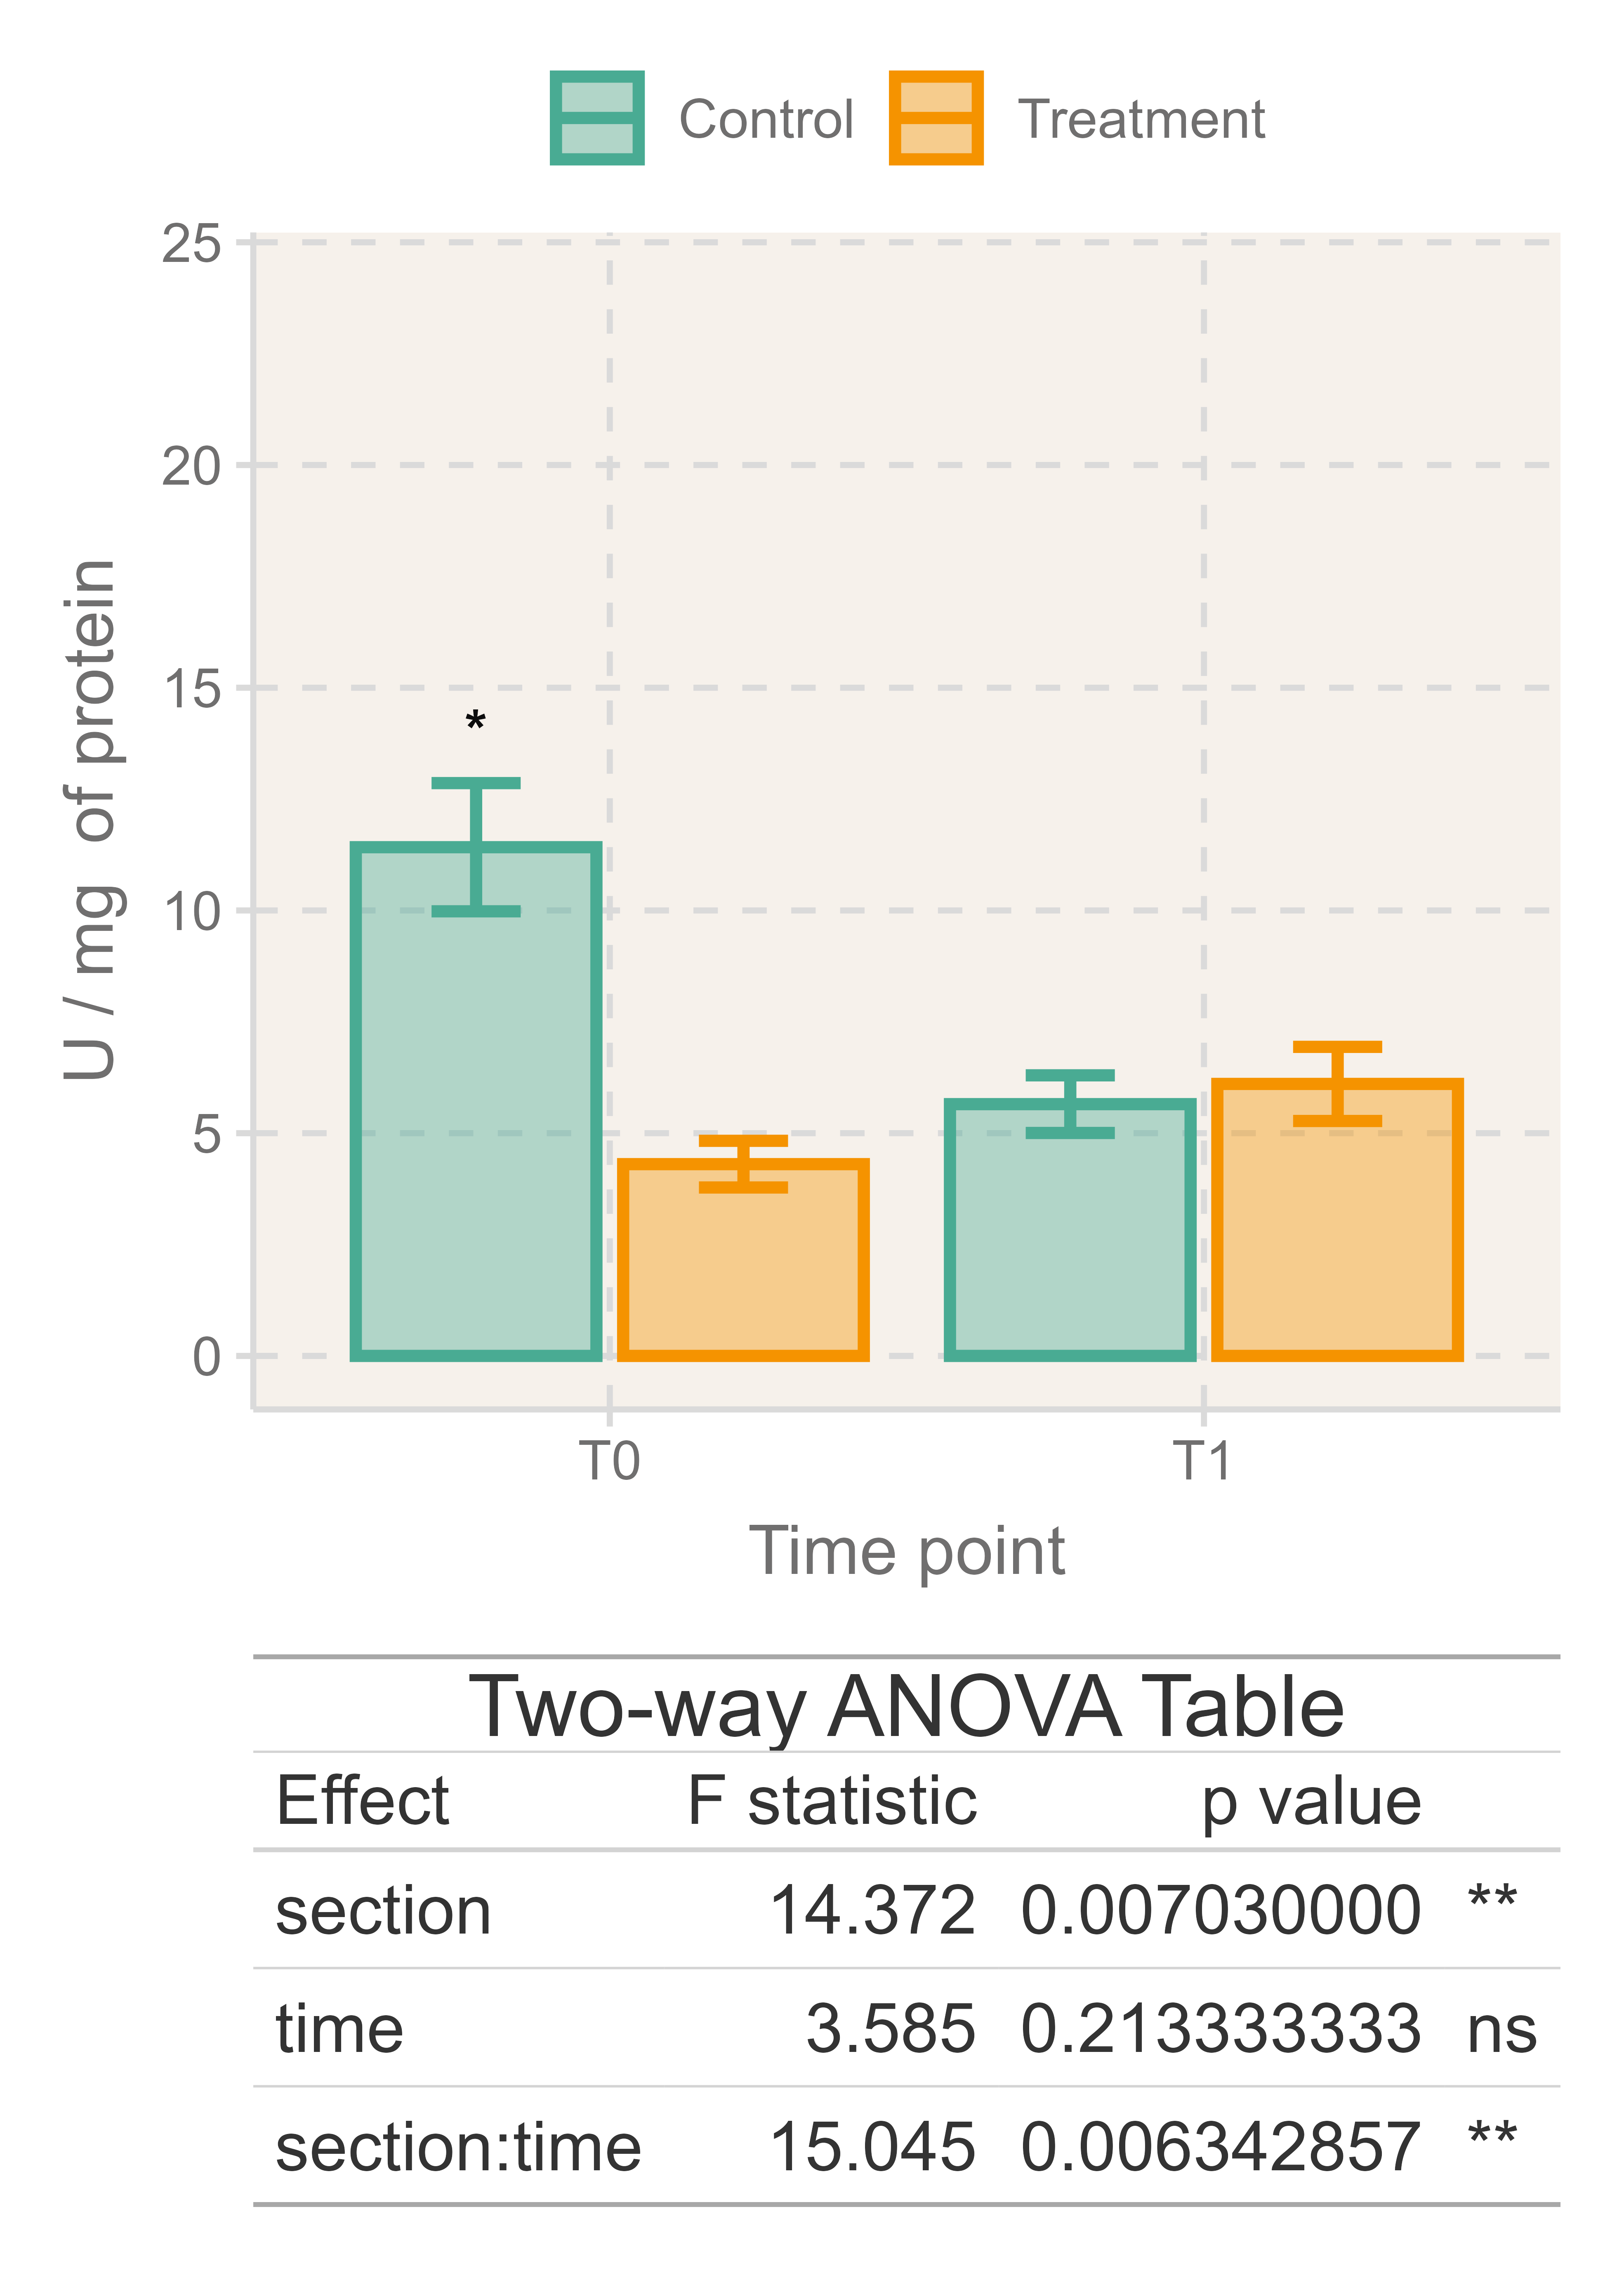 Control Treatment
25
20
15
10
5
0
U / mg  of protein
*
T0 T1
Time point
Two-way ANOVA Table
Effect F statistic p value
section 14.372 0.007030000 **
time 3.585 0.213333333 ns
section:time 15.045 0.006342857 **